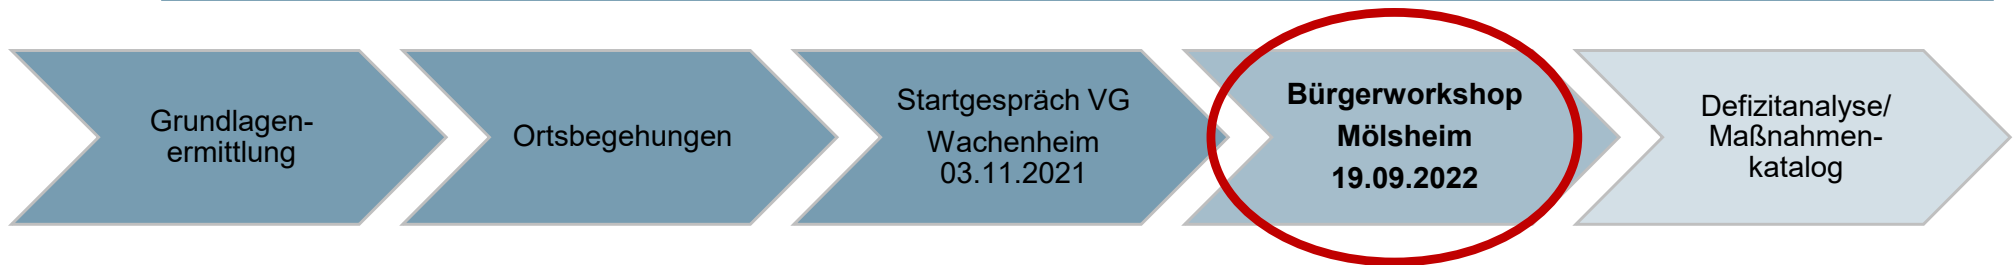 Grundlagen-
ermittlung
Ortsbegehungen
Startgespräch VG
Wachenheim
03.11.2021
Bürgerworkshop
Mölsheim
19.09.2022
Defizitanalyse/
Maßnahmen-
katalog